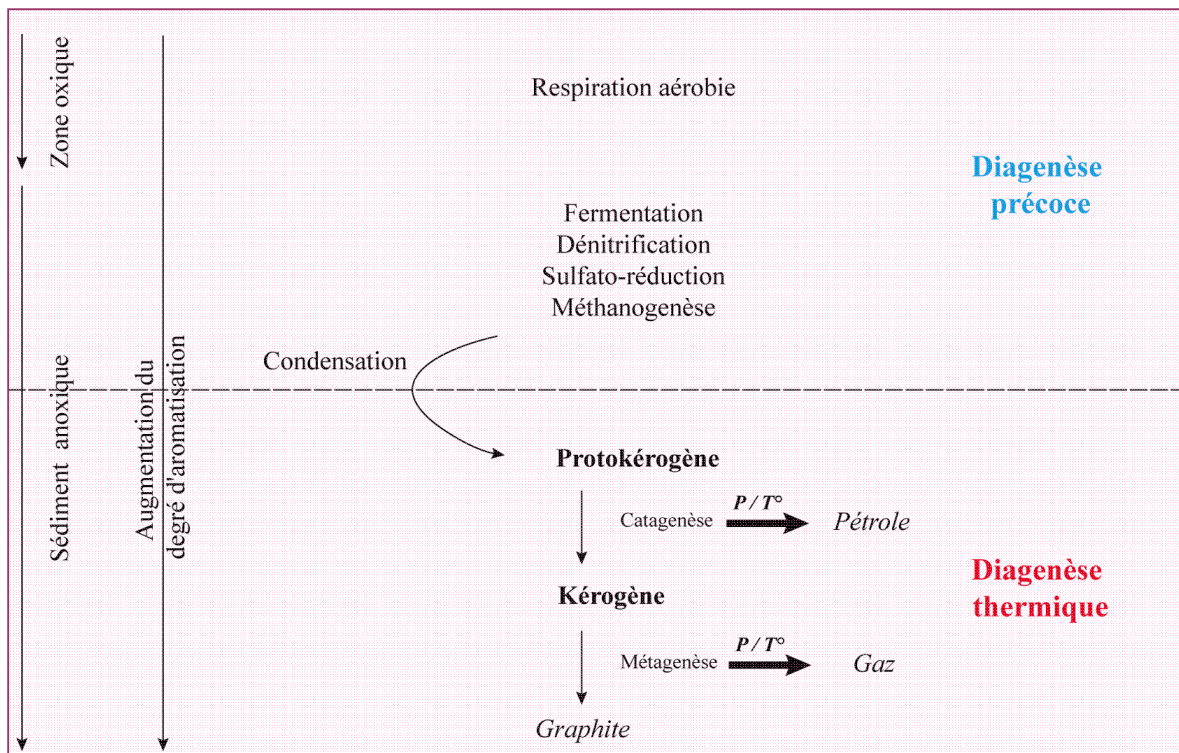 Zone oxique
Respiration aérobie
Diagenèse
précoce
Fermentation
Dénitrification
Sulfato-réduction
Méthanogenèse
Condensation
Sédiment anoxique
Augmentation du
degré d'aromatisation
Protokérogène
P / T°
Catagenèse
Pétrole
Kérogène
Diagenèse
thermique
P / T°
Métagenèse
Gaz
Graphite